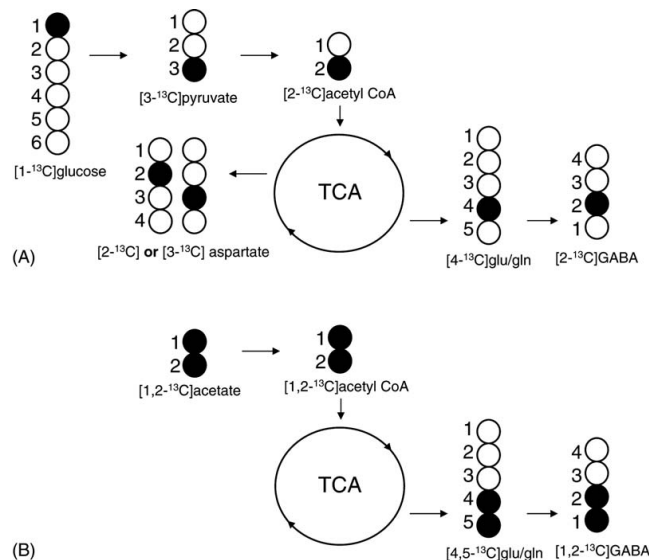 1
2
3
4
5
6
[1-¹³C]glucose
1
2
3
[3-¹³C]pyruvate
1
2
[2-¹³C]acetyl CoA
TCA
1
2
3
4
[2-¹³C] or [3-¹³C] aspartate
1
2
3
4
5
[4-¹³C]glu/gln
4
3
2
1
[2-¹³C]GABA
(A)
1
2
[1,2-¹³C]acetate
1
2
[1,2-¹³C]acetyl CoA
TCA
1
2
3
4
5
[4,5-¹³C]glu/gln
4
3
2
1
[1,2-¹³C]GABA
(B)